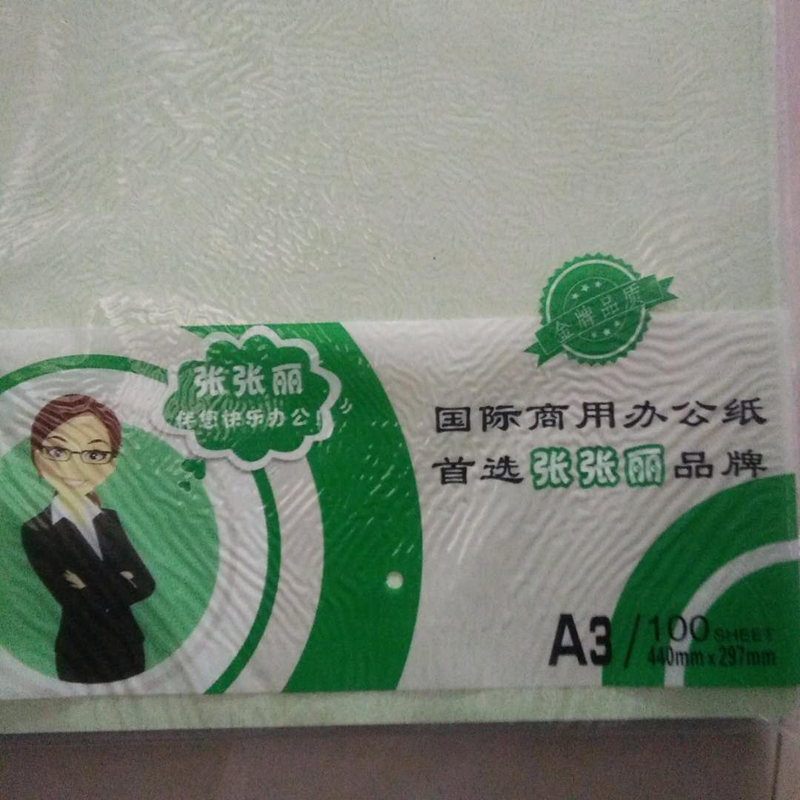 金牌品质
张张丽
伴您快乐办公!
国际商用办公纸
首选张张丽品牌
A3/100SHEET
440mm x 297mm